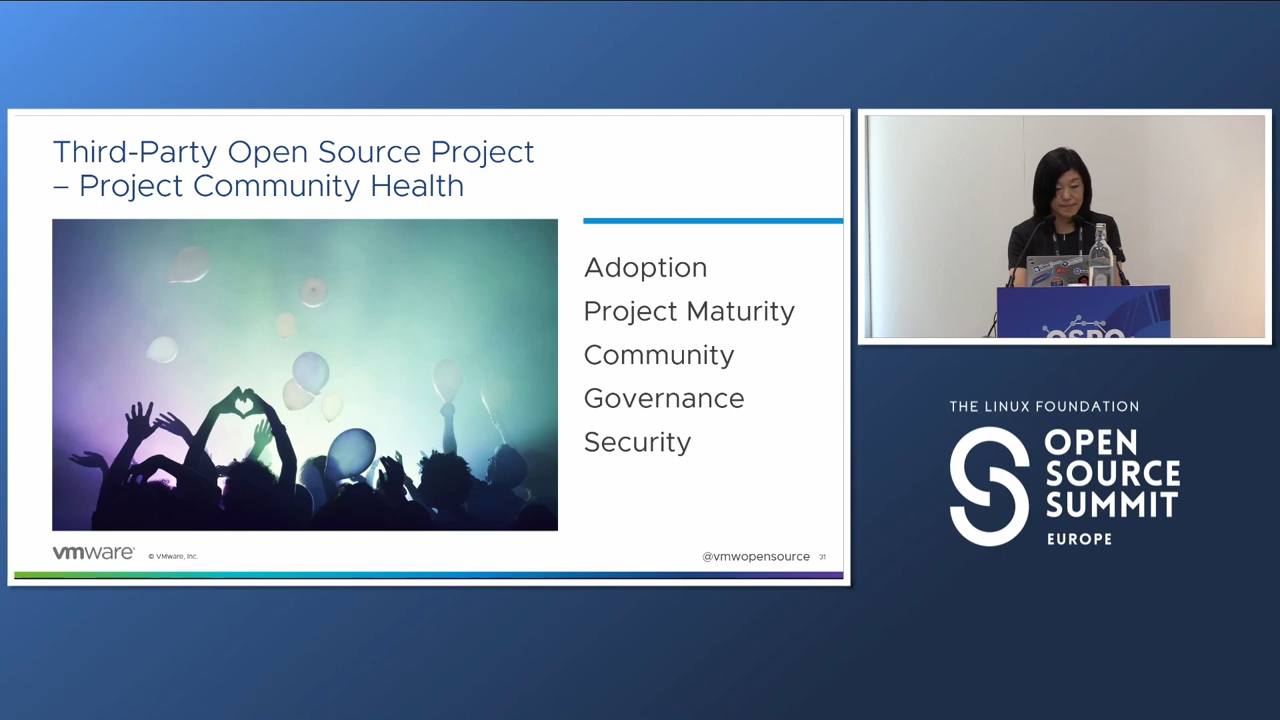 Third-Party Open Source Project
– Project Community Health
Adoption
Project Maturity
Community
Governance
Security
vmware®
© VMware, Inc.
@vmwopensource
31
OSPO
THE LINUX FOUNDATION
OPEN
SOURCE
SUMMIT
EUROPE